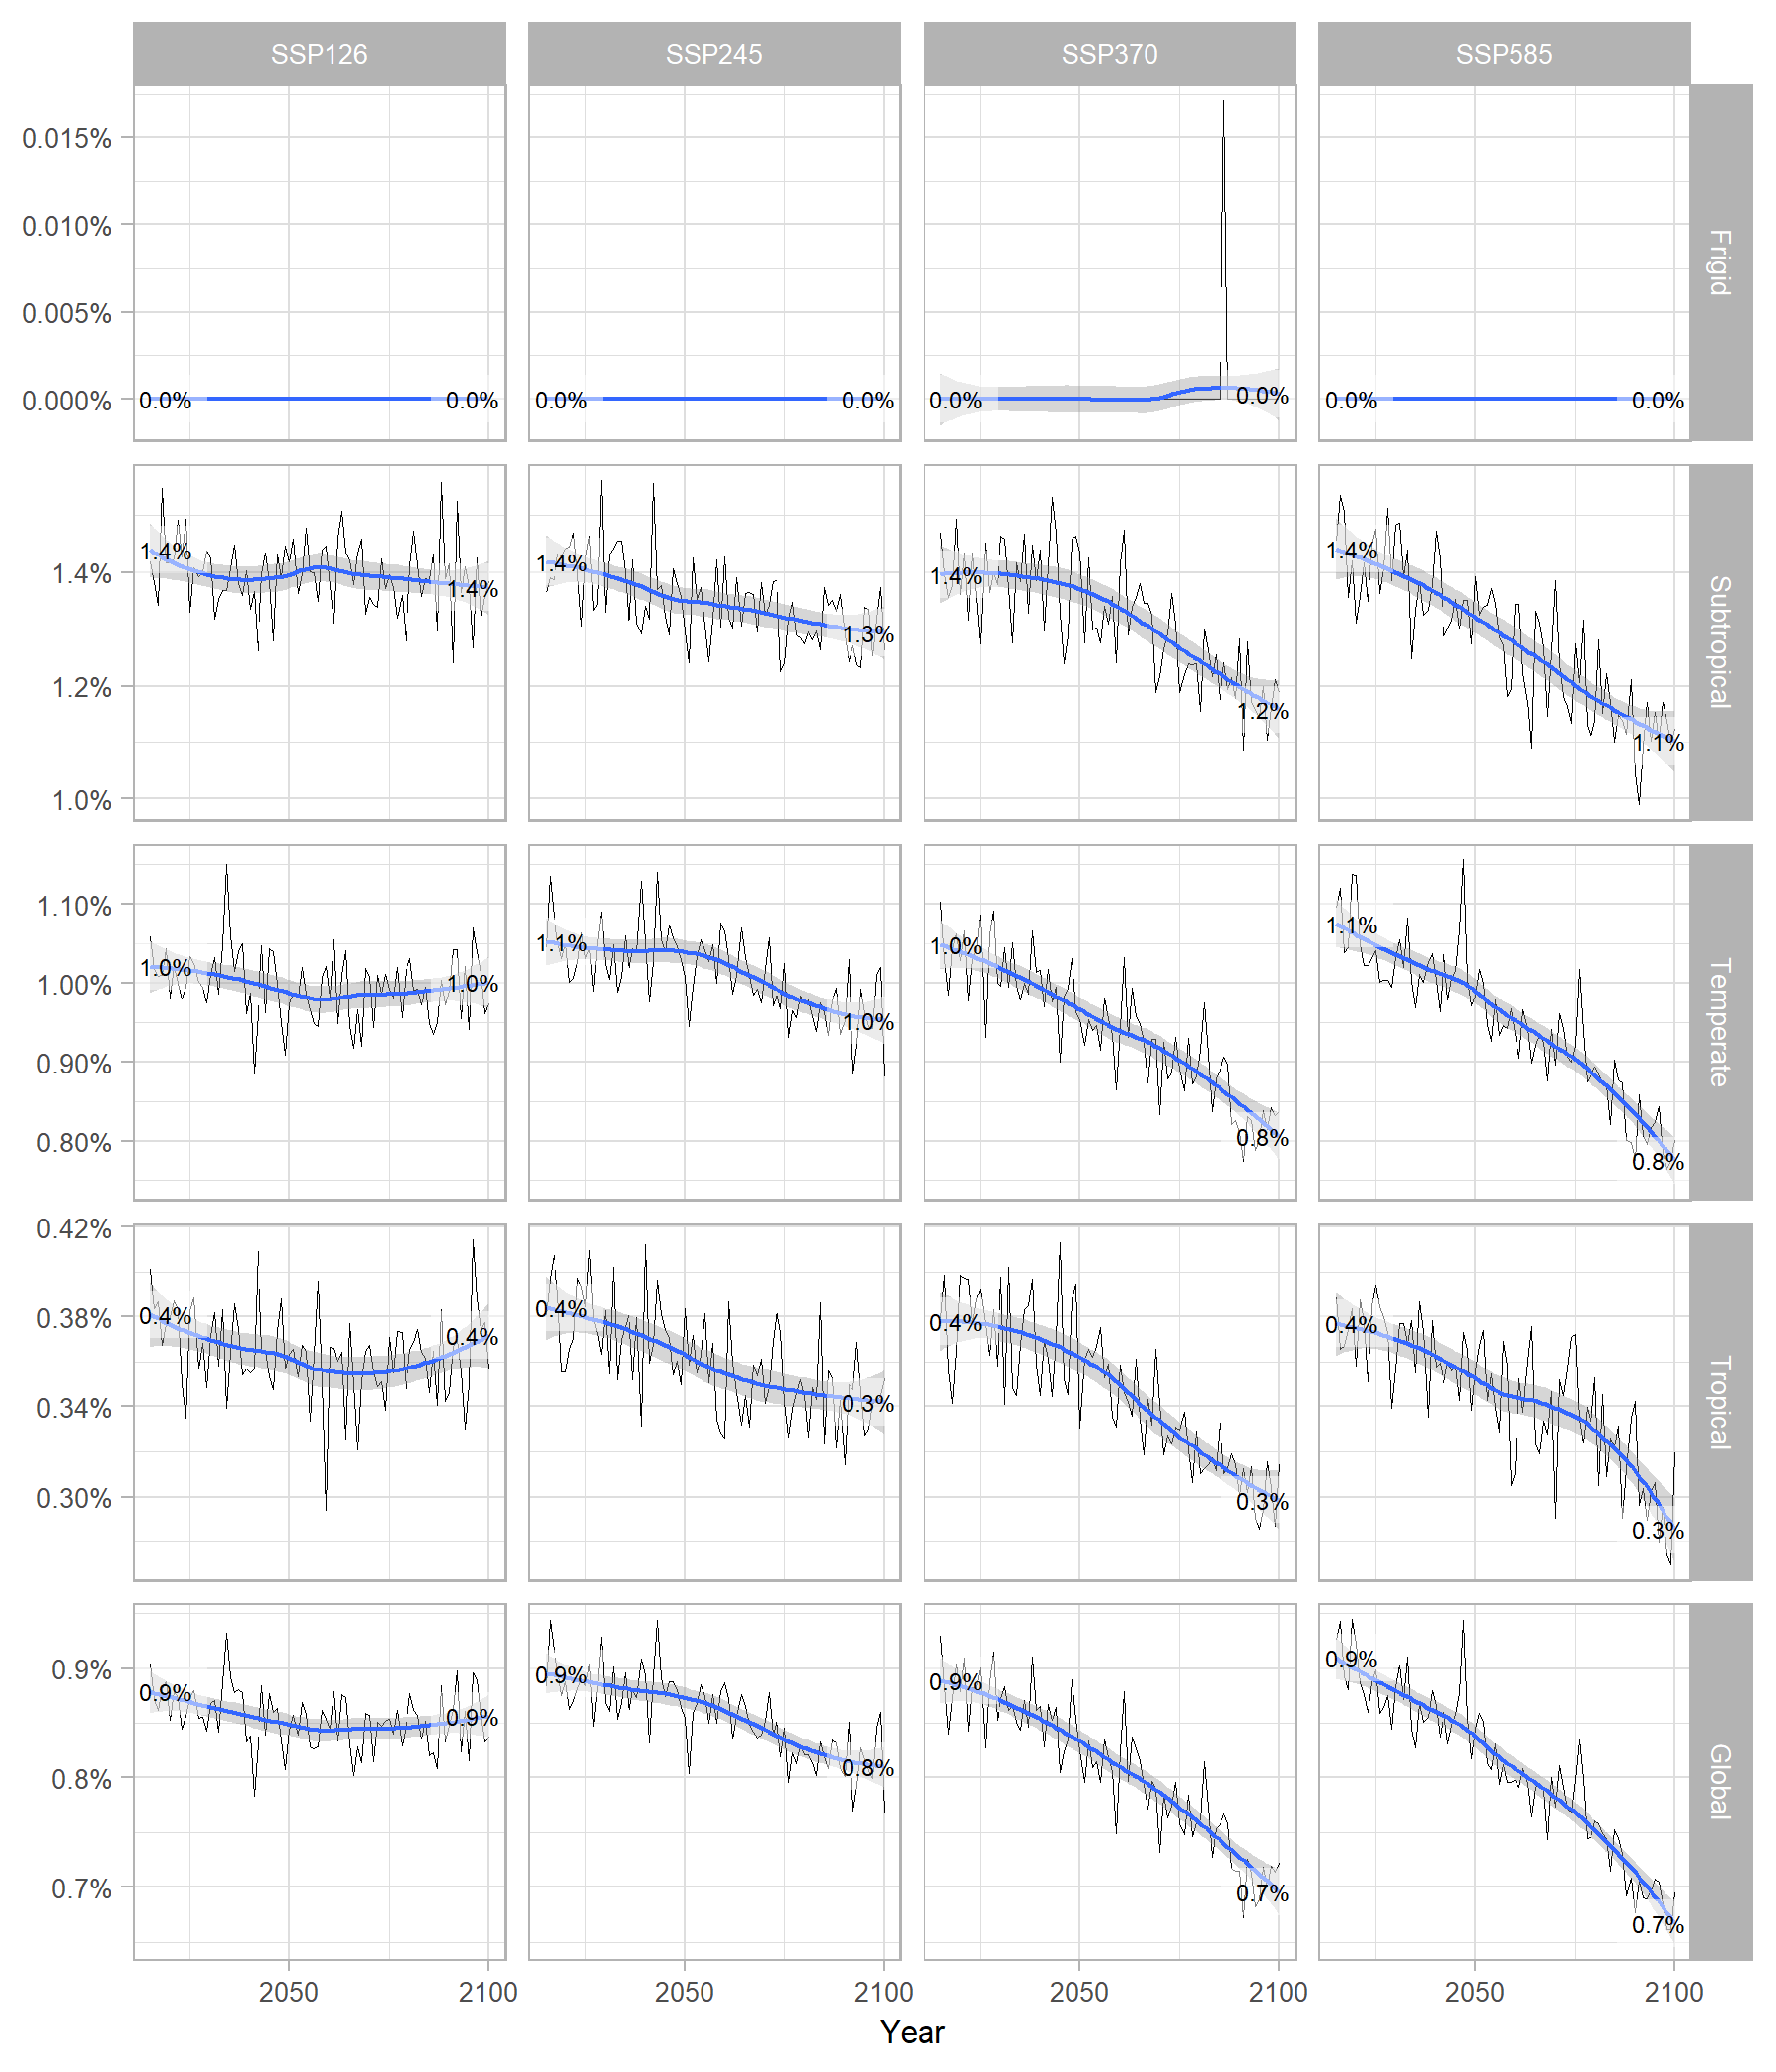 SSP126 SSP245 SSP370 SSP585
0.015%
0.010%
0.005%
0.000%
0.0% 0.0% 0.0% 0.0% 0.0% 0.0% 0.0% 0.0%
Frigid
1.4%
1.2%
1.0%
1.4% 1.4% 1.4% 1.3% 1.4% 1.2% 1.4% 1.1%
Subtropical
1.10%
1.00%
0.90%
0.80%
1.0% 1.0% 1.1% 1.0% 1.0% 0.8% 1.1% 0.8%
Temperate
0.42%
0.38%
0.34%
0.30%
0.4% 0.4% 0.4% 0.3% 0.4% 0.3% 0.4% 0.3%
Tropical
0.9%
0.8%
0.7%
0.9% 0.9% 0.9% 0.8% 0.9% 0.7% 0.9% 0.7%
Global
2050 2100 2050 2100 2050 2100 2050 2100
Year